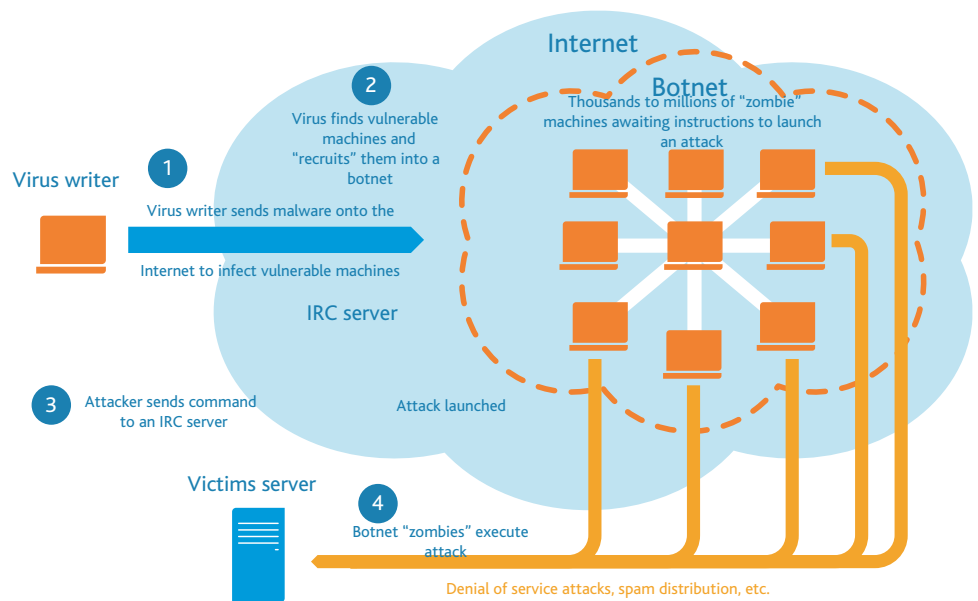 Internet
2
Botnet
Virus finds vulnerable
machines and
“recruits” them into a
botnet
Thousands to millions of “zombie”
machines awaiting instructions to launch
an attack
1
Virus writer
Virus writer sends malware onto the
Internet to infect vulnerable machines
IRC server
3
Attacker sends command
to an IRC server
Attack launched
Victims server
4
Botnet “zombies” execute
attack
Denial of service attacks, spam distribution, etc.